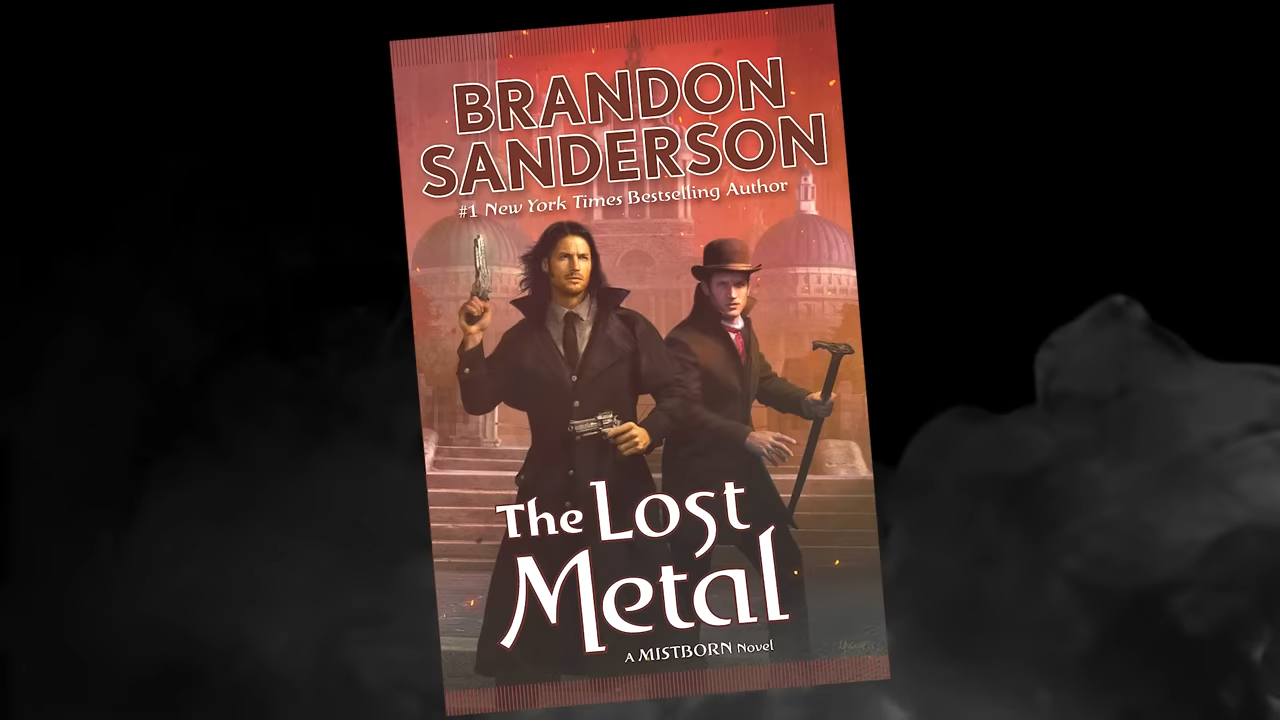 BRANDON
SANDERSON
#1 New York Times Bestselling Author
The Lost
Metal
A MISTBORN Novel